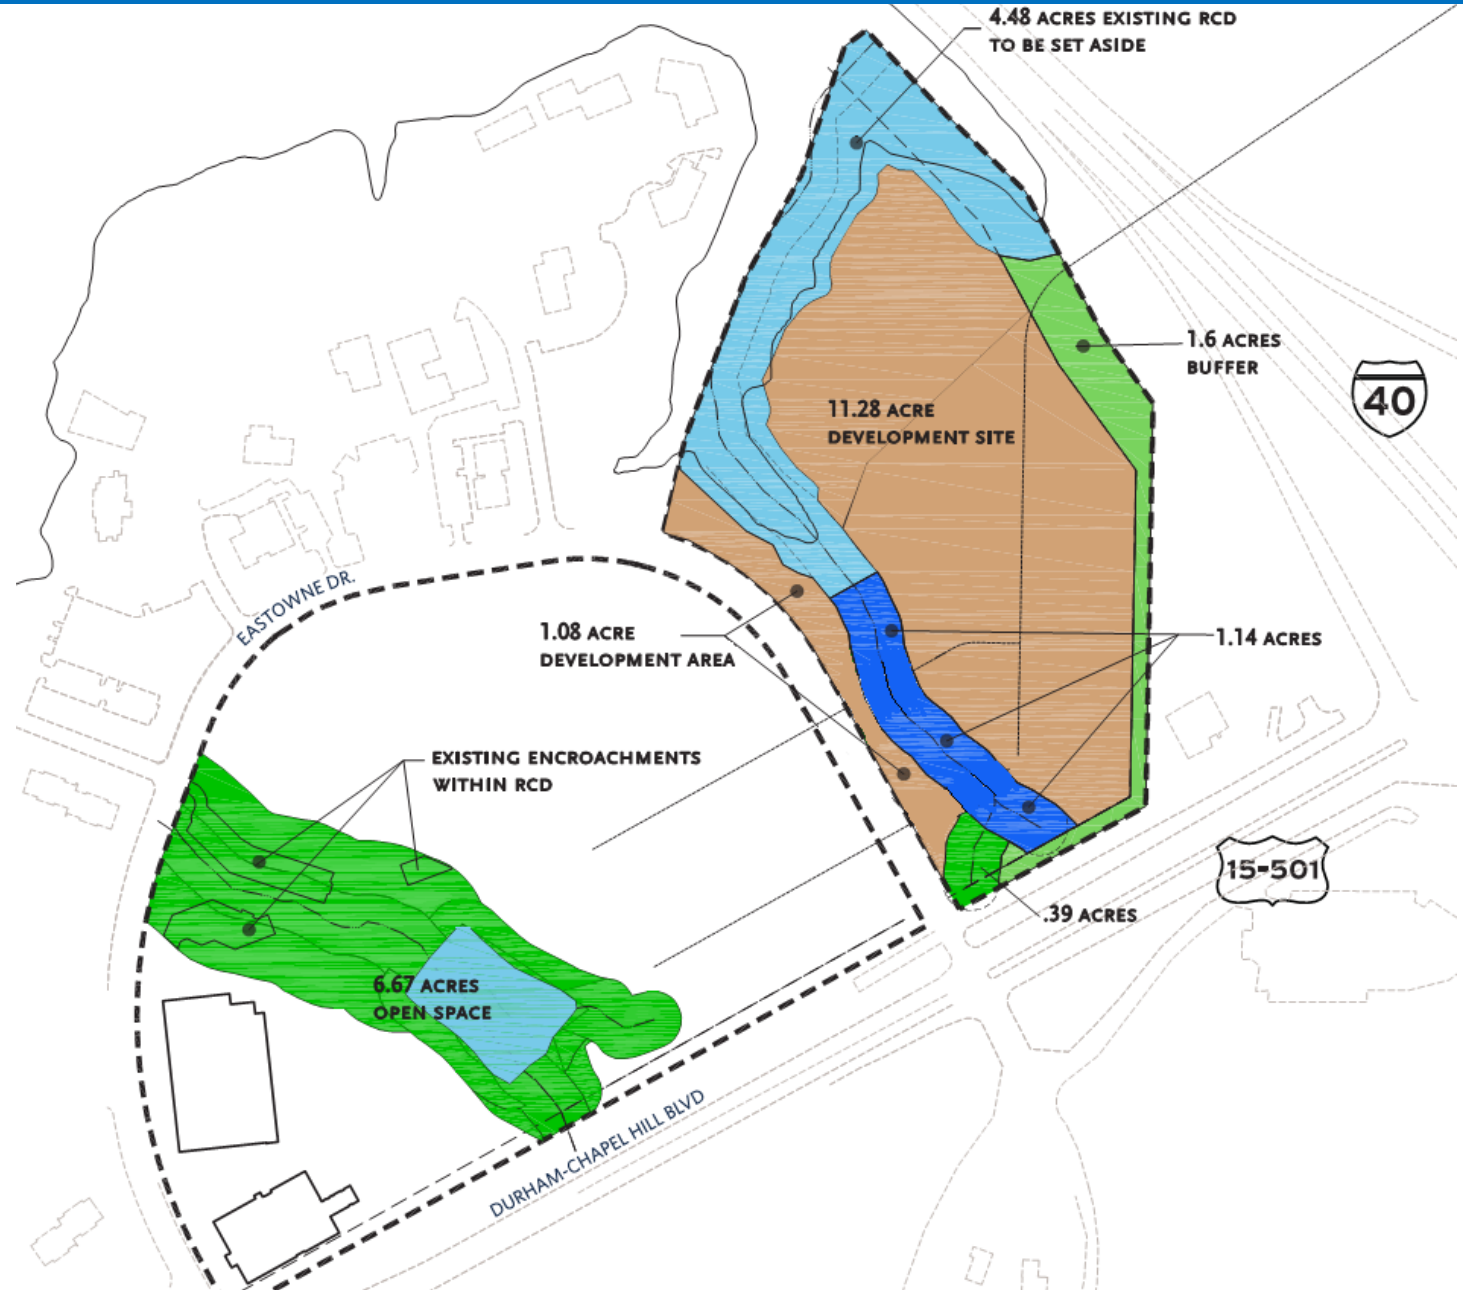 4.48 ACRES EXISTING RCD
TO BE SET ASIDE
1.6 ACRES
BUFFER
40
11.28 ACRE
DEVELOPMENT SITE
EASTOWNE DR.
1.08 ACRE
DEVELOPMENT AREA
1.14 ACRES
EXISTING ENCROACHMENTS
WITHIN RCD
15-501
.39 ACRES
6.67 ACRES
OPEN SPACE
DURHAM-CHAPEL HILL BLVD